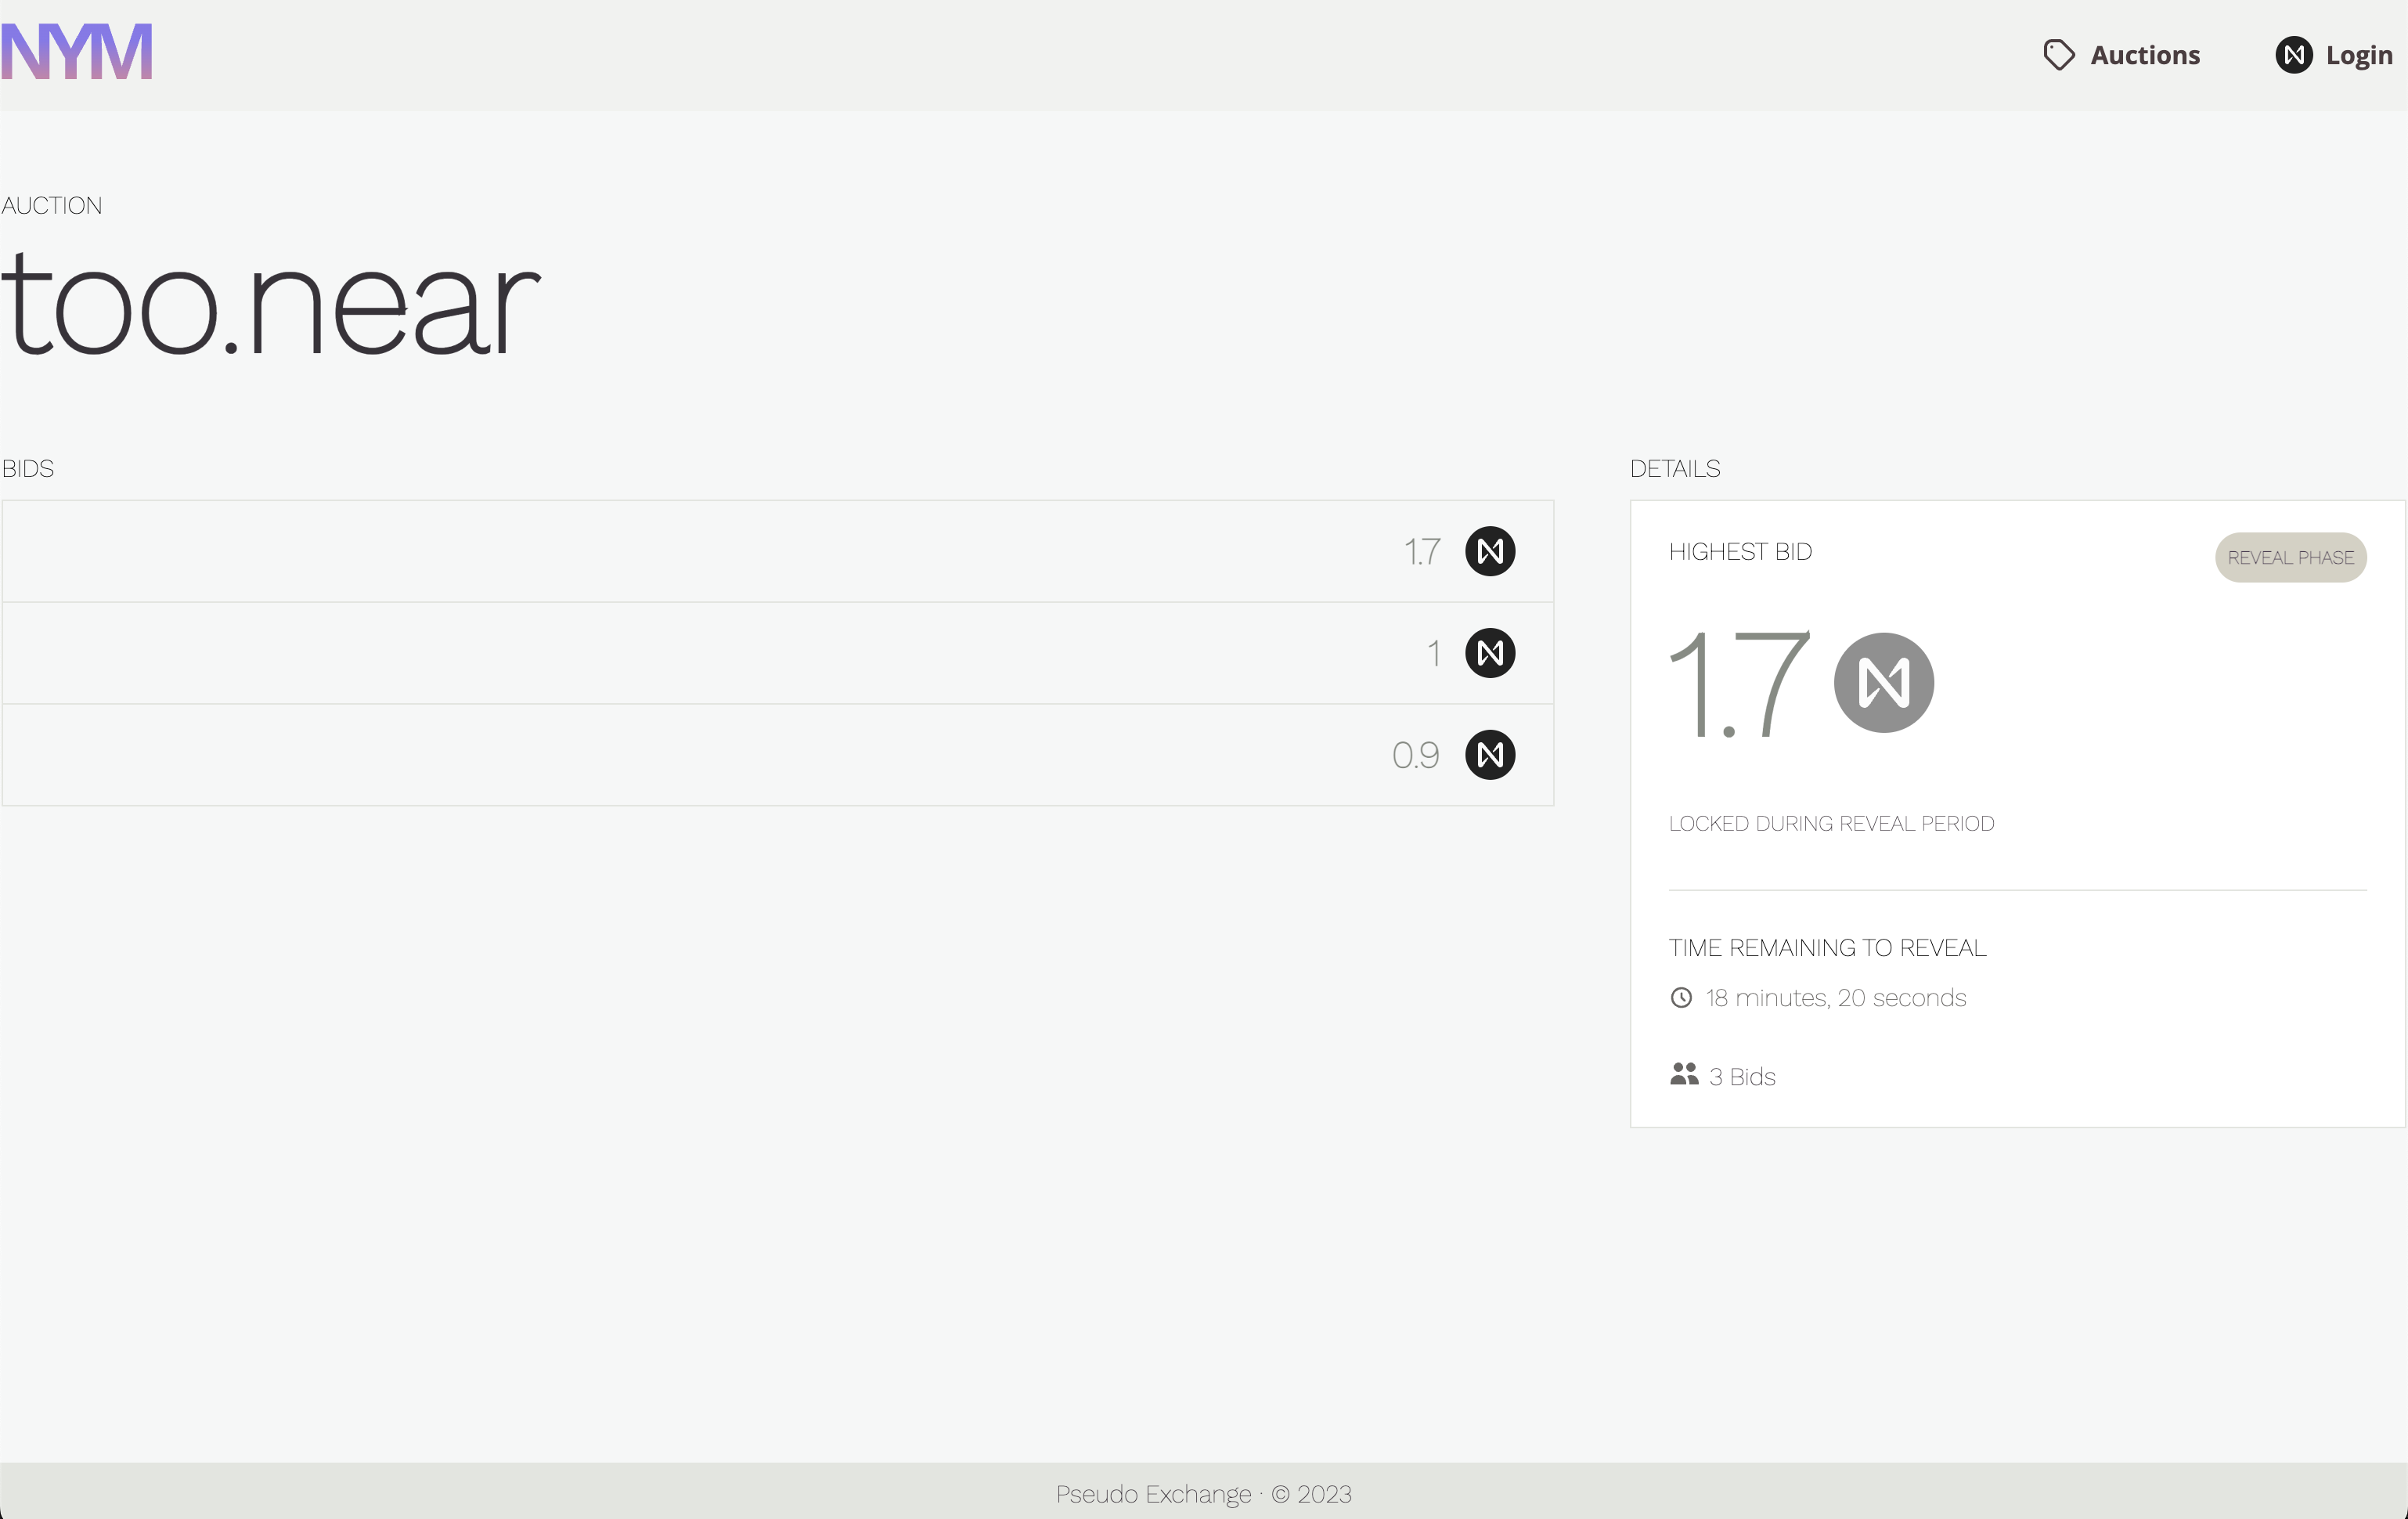 NYM
Auctions
Login
AUCTION
too.near
BIDS
1.7
1
0.9
DETAILS
HIGHEST BID
REVEAL PHASE
1.7
LOCKED DURING REVEAL PERIOD
TIME REMAINING TO REVEAL
18 minutes, 20 seconds
3 Bids
Pseudo Exchange · © 2023